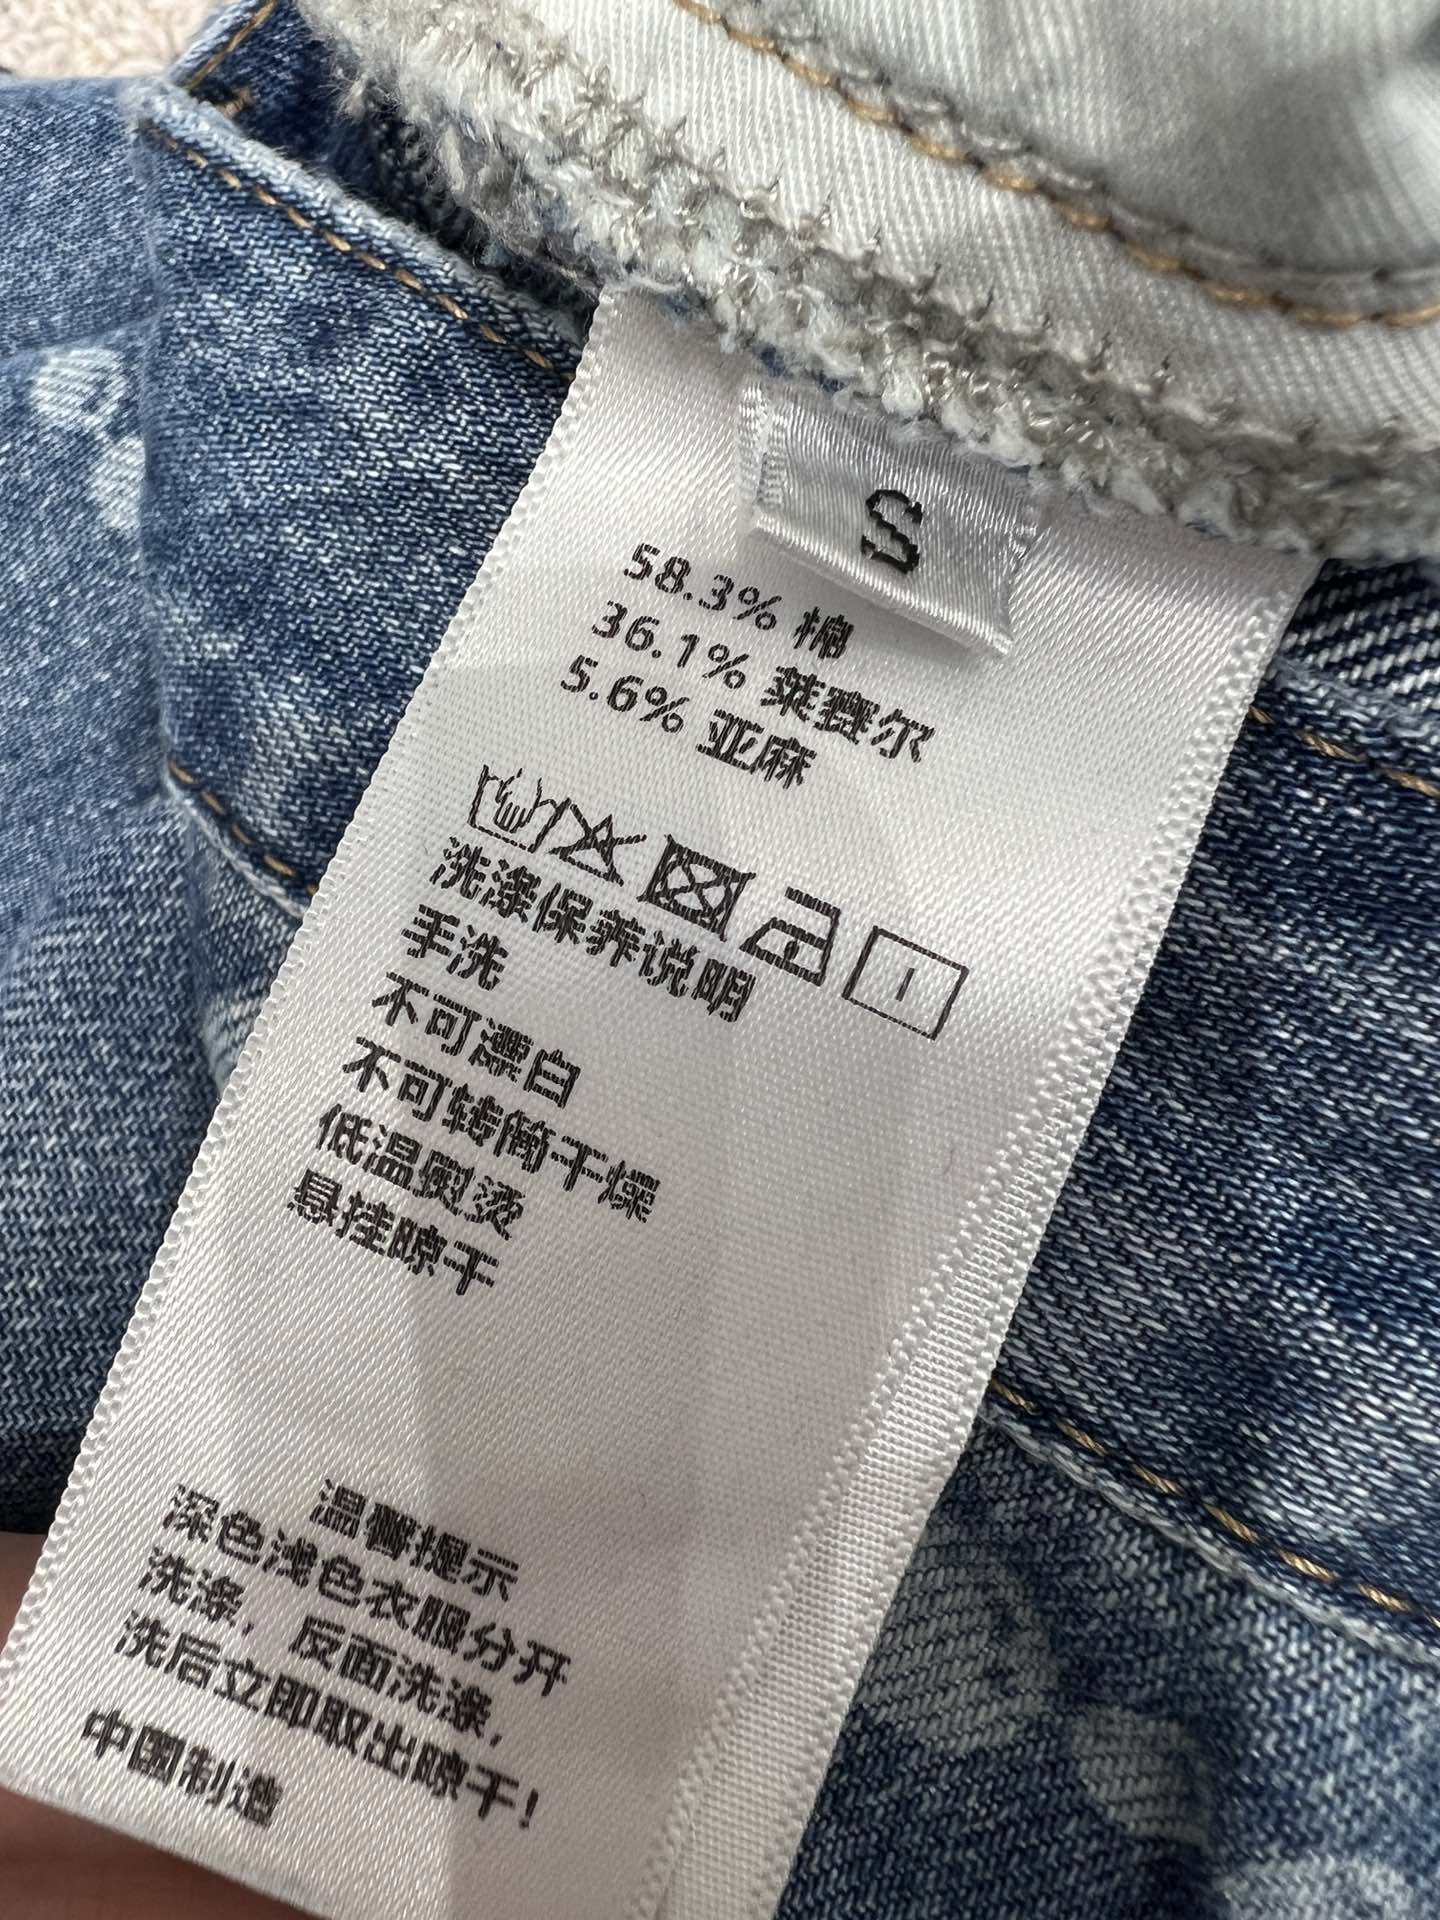 S
58.3% 棉
36.1% 莱赛尔
5.6% 亚麻
洗涤保养说明
手洗
不可漂白
不可转筒干燥
低温熨烫
悬挂晾干
温馨提示
深色浅色衣服分开
洗涤，反面洗涤，
洗后立即取出晾干！
中国制造